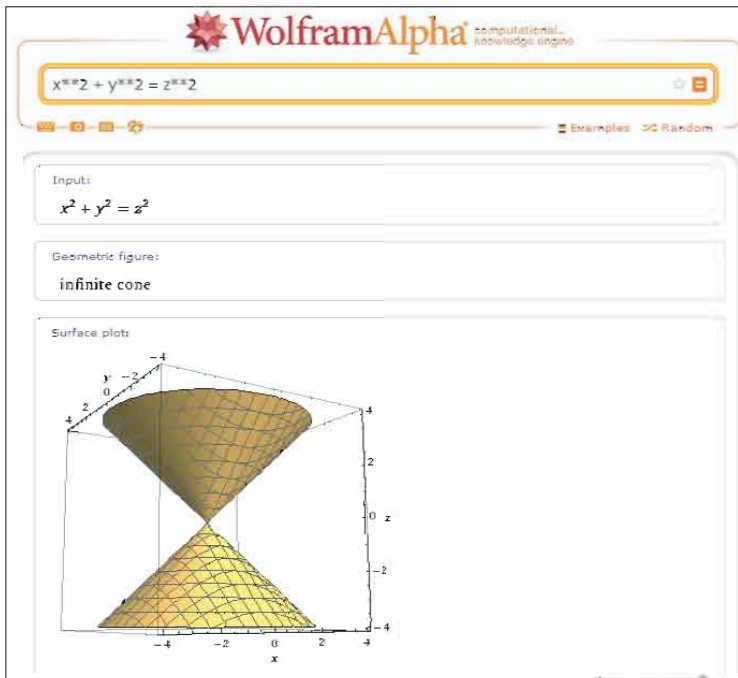 WolframAlpha computational...
knowledge engine
x**2 + y**2 = z**2
Examples Random
Input:
x² + y² = z²
Geometric figure:
infinite cone
Surface plot:
-4
y -2
0
2
4
4
2
0 z
-2
-4
-4 -2 0 2 4
x